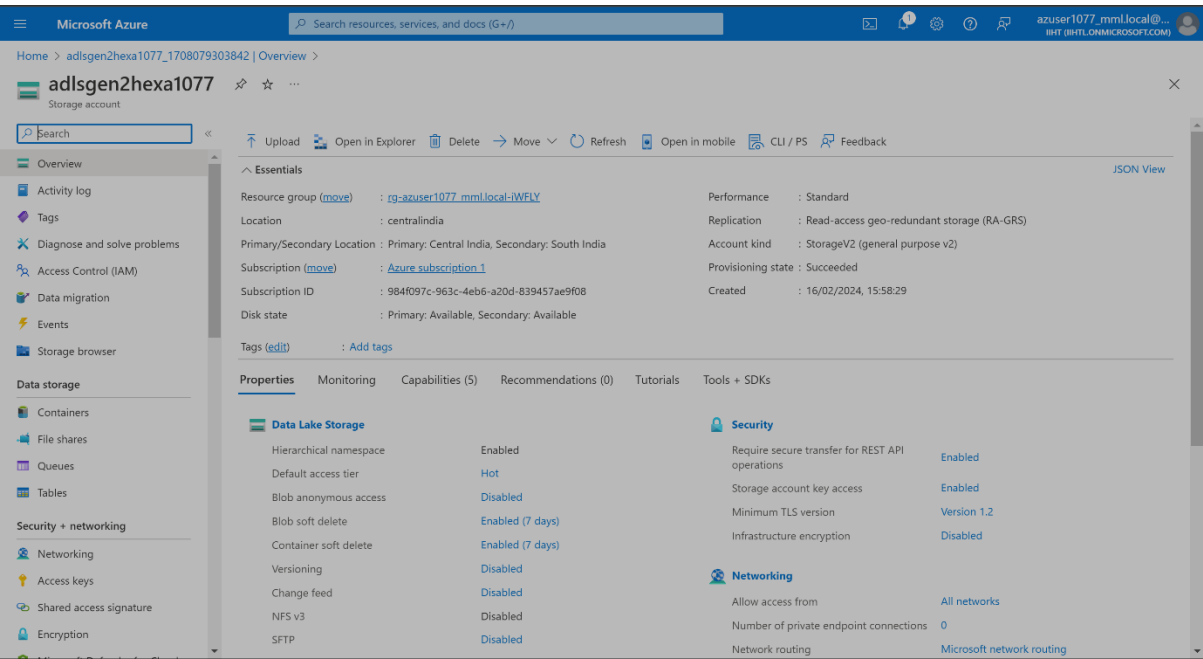 Microsoft Azure
Search resources, services, and docs (G+/)
azuser1077_mml.local@...
IIHT (IIHTL.ONMICROSOFT.COM)
Home > adlsgen2hexa1077_1708079303842 | Overview >
adlsgen2hexa1077
Storage account
Search
Overview
Activity log
Tags
Diagnose and solve problems
Access Control (IAM)
Data migration
Events
Storage browser
Data storage
Containers
File shares
Queues
Tables
Security + networking
Networking
Access keys
Shared access signature
Encryption
Upload Open in Explorer Delete Move Refresh Open in mobile CLI / PS Feedback
Essentials JSON View
Resource group (move) : rg-azuser1077_mml.local-iWFLY
Location : centralindia
Primary/Secondary Location : Primary: Central India, Secondary: South India
Subscription (move) : Azure subscription 1
Subscription ID : 984f097c-963c-4eb6-a20d-839457ae9f08
Disk state : Primary: Available, Secondary: Available
Performance : Standard
Replication : Read-access geo-redundant storage (RA-GRS)
Account kind : StorageV2 (general purpose v2)
Provisioning state : Succeeded
Created : 16/02/2024, 15:58:29
Tags (edit) : Add tags
Properties Monitoring Capabilities (5) Recommendations (0) Tutorials Tools + SDKs
Data Lake Storage
Hierarchical namespace Enabled
Default access tier Hot
Blob anonymous access Disabled
Blob soft delete Enabled (7 days)
Container soft delete Enabled (7 days)
Versioning Disabled
Change feed Disabled
NFS v3 Disabled
SFTP Disabled
Security
Require secure transfer for REST API
operations Enabled
Storage account key access Enabled
Minimum TLS version Version 1.2
Infrastructure encryption Disabled
Networking
Allow access from All networks
Number of private endpoint connections 0
Network routing Microsoft network routing